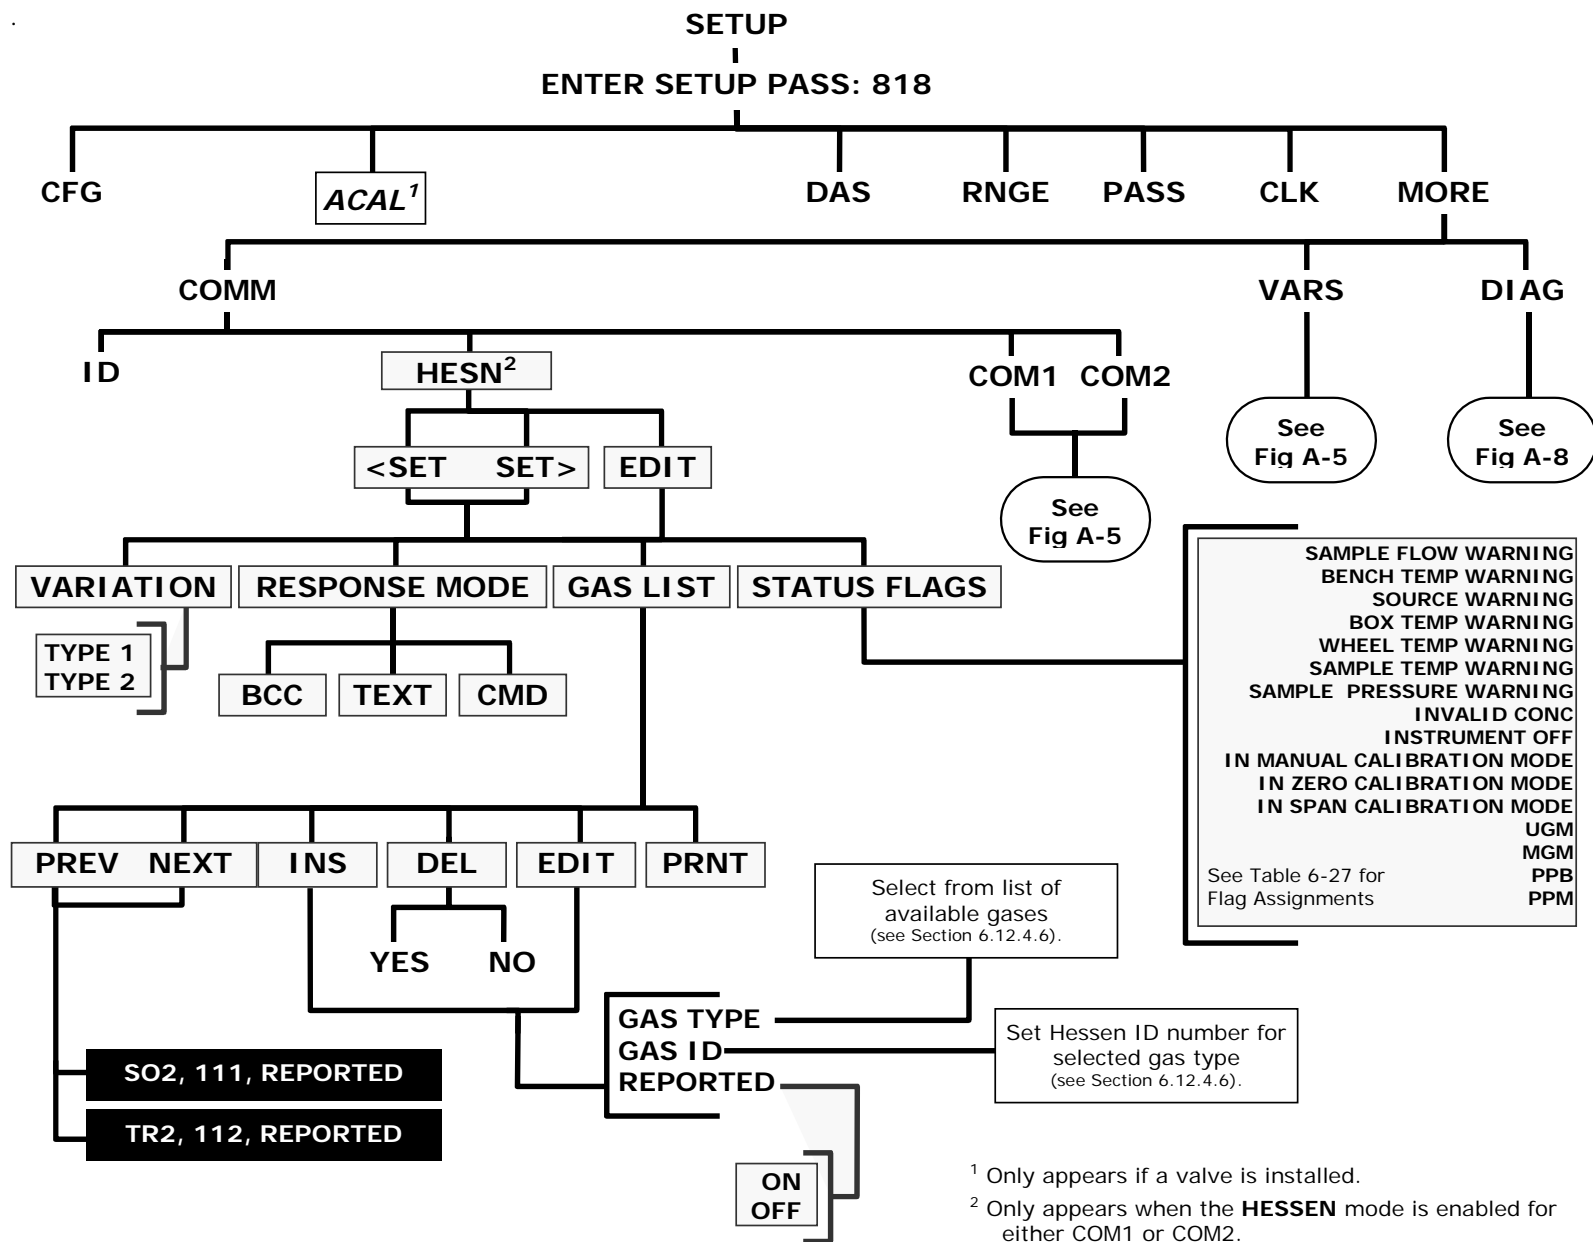 .
SETUP
ENTER SETUP PASS: 818
CFG
ACAL¹
DAS
RNGE
PASS
CLK
MORE
COMM
VARS
DIAG
ID
HESN²
COM1
COM2
See
Fig A-5
See
Fig A-8
<SET
SET>
EDIT
See
Fig A-5
VARIATION
RESPONSE MODE
GAS LIST
STATUS FLAGS
TYPE 1
TYPE 2
BCC
TEXT
CMD
SAMPLE FLOW WARNING
BENCH TEMP WARNING
SOURCE WARNING
BOX TEMP WARNING
WHEEL TEMP WARNING
SAMPLE TEMP WARNING
SAMPLE PRESSURE WARNING
INVALID CONC
INSTRUMENT OFF
IN MANUAL CALIBRATION MODE
IN ZERO CALIBRATION MODE
IN SPAN CALIBRATION MODE
UGM
MGM
PPB
PPM
See Table 6-27 for
Flag Assignments
PREV
NEXT
INS
DEL
EDIT
PRNT
YES
NO
Select from list of
available gases
(see Section 6.12.4.6).
GAS TYPE
GAS ID
REPORTED
Set Hessen ID number for
selected gas type
(see Section 6.12.4.6).
SO2, 111, REPORTED
TR2, 112, REPORTED
ON
OFF
¹ Only appears if a valve is installed.
² Only appears when the HESSEN mode is enabled for
either COM1 or COM2.